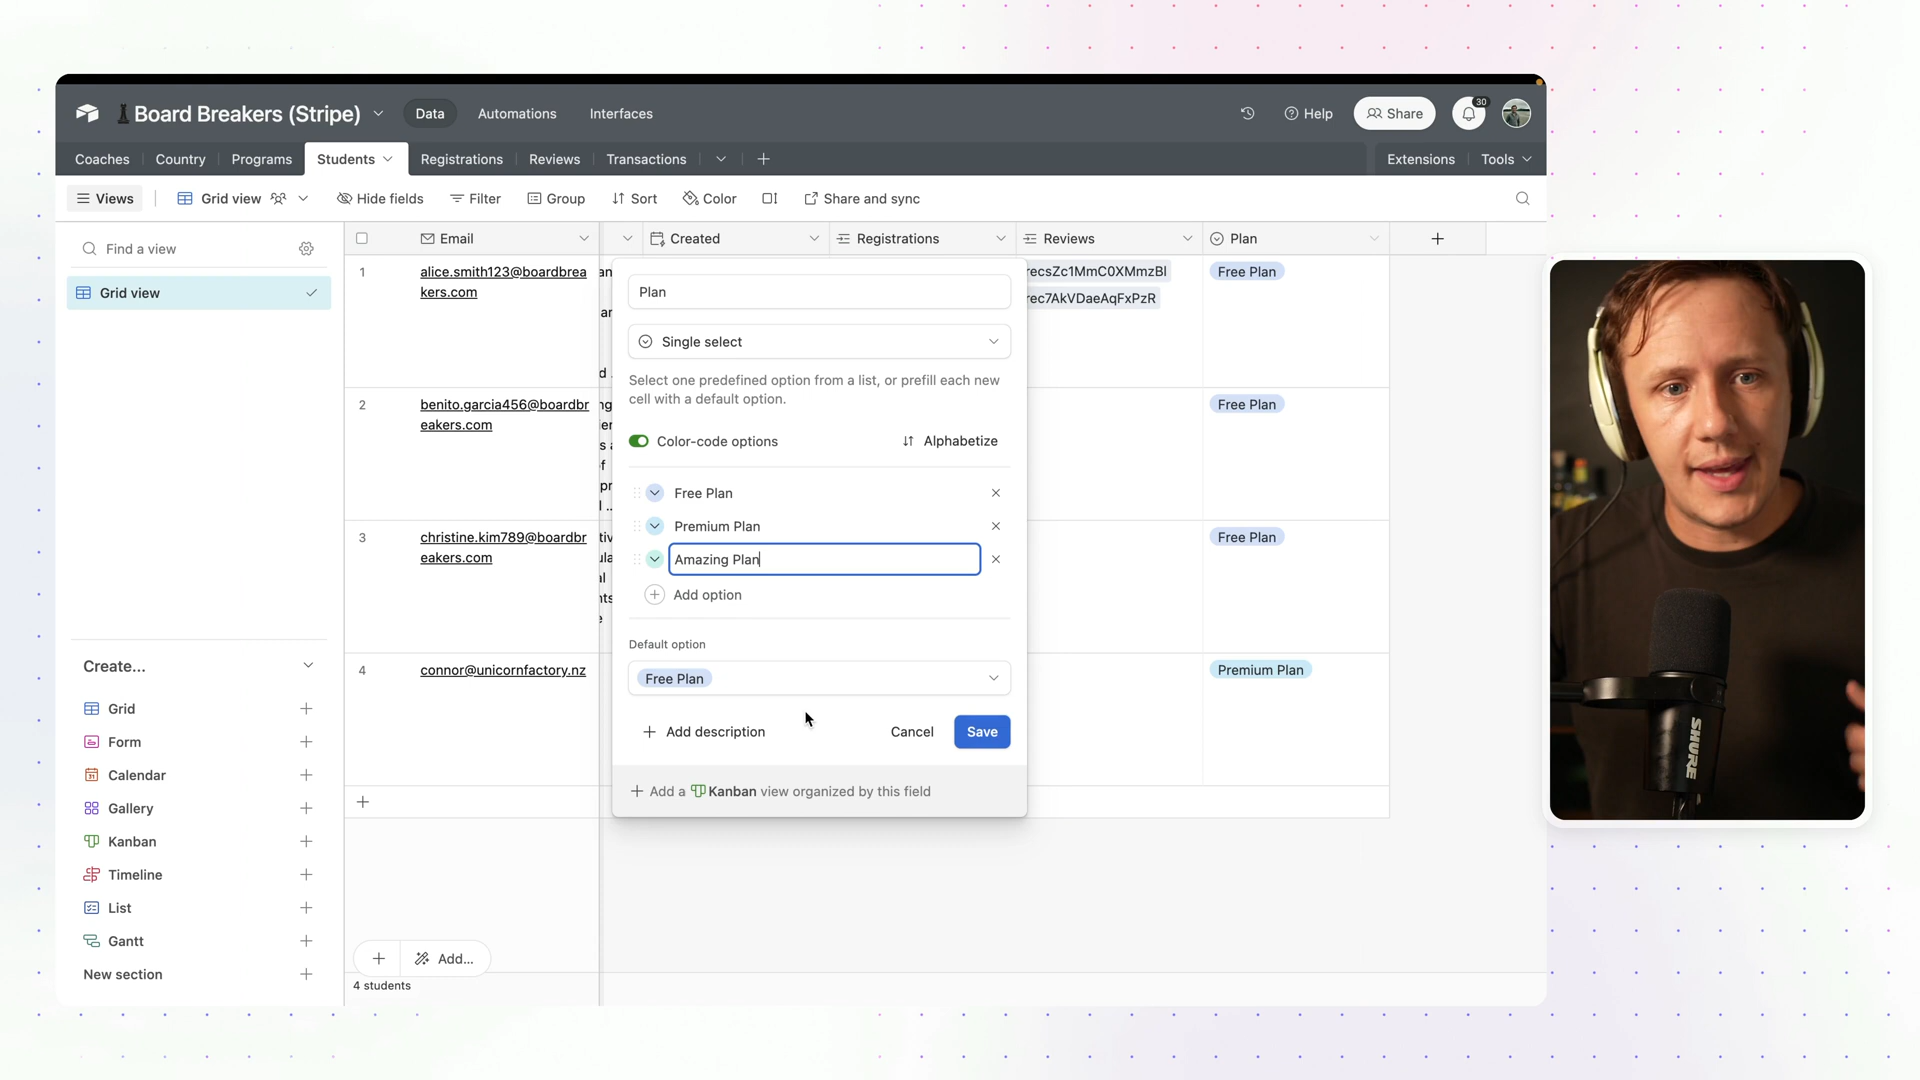 Board Breakers (Stripe)
Data
Automations
Interfaces
Help
Share
30
Coaches
Country
Programs
Students
Registrations
Reviews
Transactions
Extensions
Tools
Views
Grid view
Hide fields
Filter
Group
Sort
Color
Share and sync
Find a view
Grid view
Email
Created
Registrations
Reviews
Plan
1
alice.smith123@boardbrea
kers.com
recsZc1MmC0XMmzBl
rec7AkVDaeAqFxPzR
Free Plan
2
benito.garcia456@boardbr
eakers.com
Free Plan
3
christine.kim789@boardbr
eakers.com
Free Plan
4
connor@unicornfactory.nz
Premium Plan
Plan
Single select
Select one predefined option from a list, or prefill each new
cell with a default option.
Color-code options
Alphabetize
Free Plan
Premium Plan
Amazing Plan
Add option
Default option
Free Plan
Add description
Cancel
Save
Add a Kanban view organized by this field
Create...
Grid
Form
Calendar
Gallery
Kanban
Timeline
List
Gantt
New section
Add...
4 students
SHURE